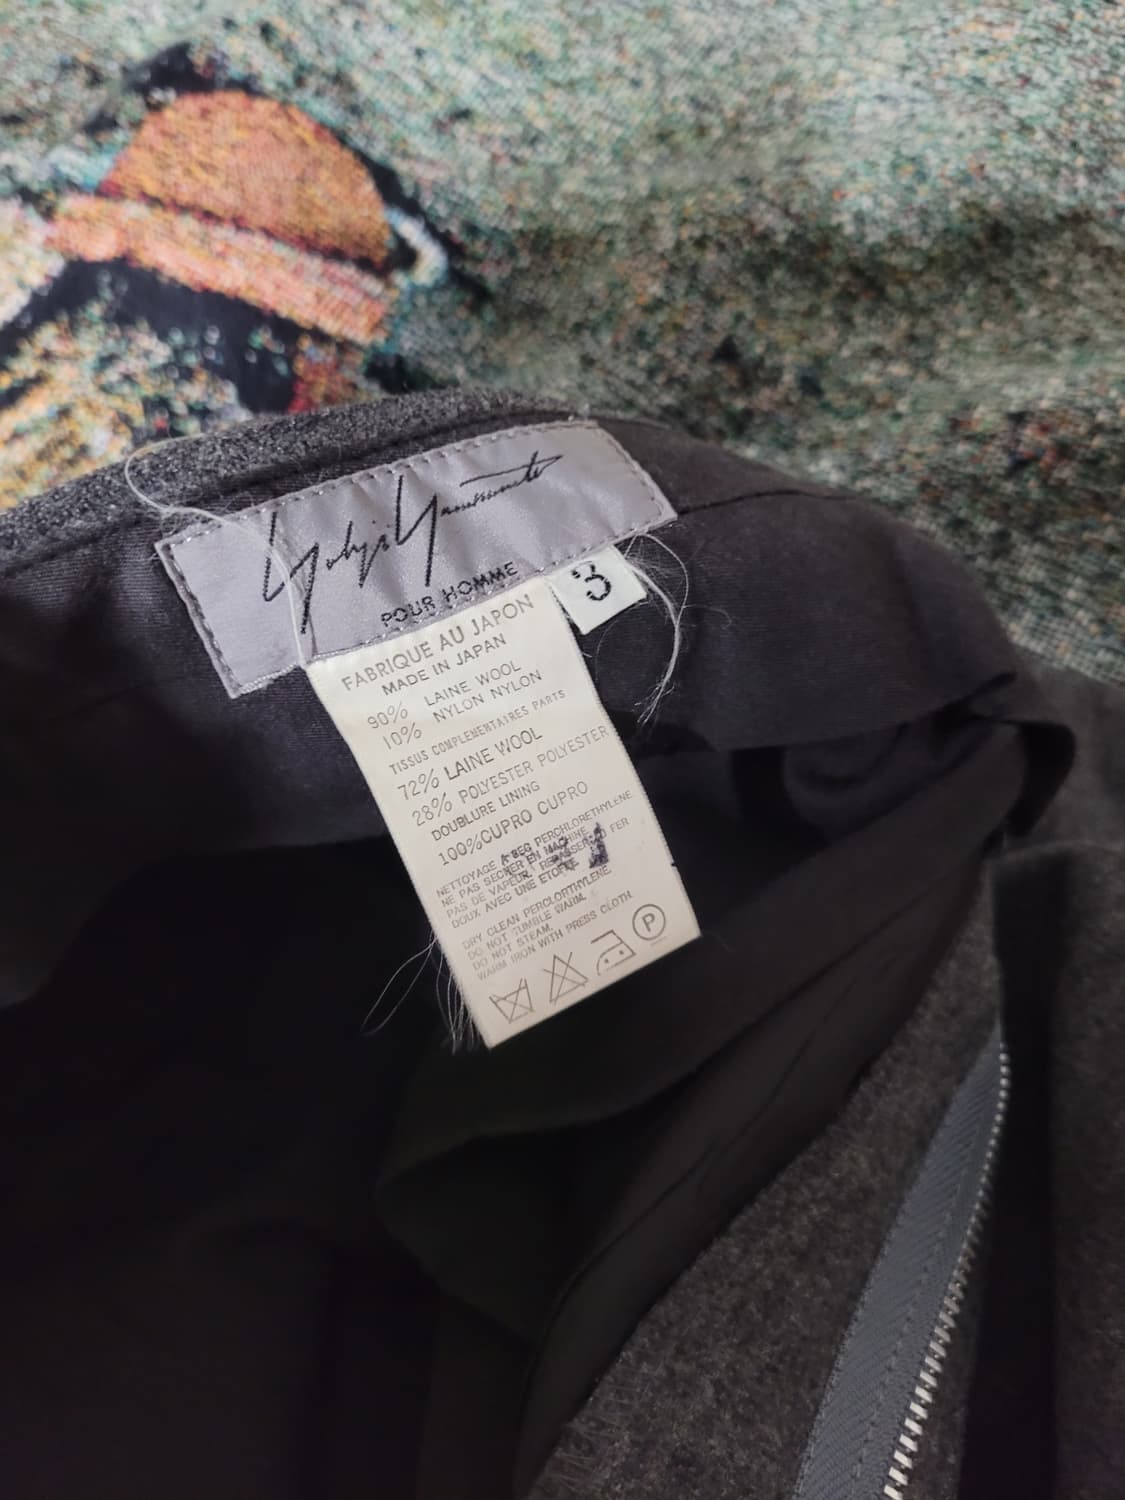 Yohji Yamamoto
POUR HOMME
3
FABRIQUE AU JAPON
MADE IN JAPAN
90% LAINE WOOL
10% NYLON NYLON
TISSUS COMPLEMENTAIRES PARTS
72% LAINE WOOL
28% POLYESTER POLYESTER
DOUBLURE LINING
100%CUPRO CUPRO
NETTOYAGE A SEC PERCHLORETHYLENE
NE PAS SECHER EN MACHINE
PAS DE VAPEUR, REPASSER FER
DOUX AVEC UNE ETOFFE
DRY CLEAN PERCLORTHYLENE.
DO NOT TUMBLE WARM.
DO NOT STEAM.
WARM IRON WITH PRESS CLOTH.
P